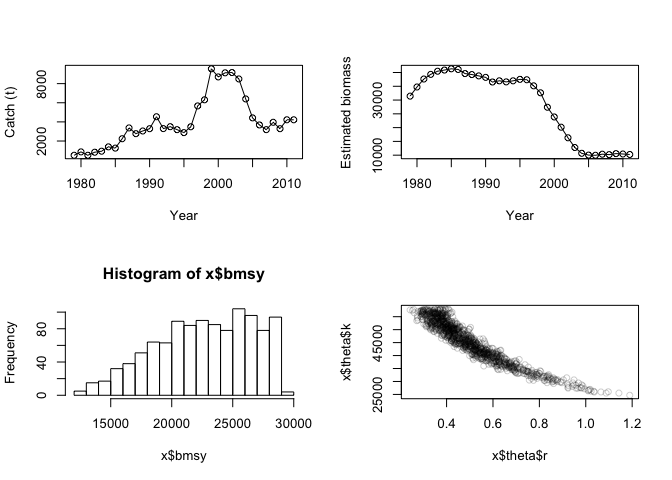 Catch (t)
2000
8000
1980
1990
2000
2010
Year
Estimated biomass
10000
30000
1980
1990
2000
2010
Year
Histogram of x$bmsy
Frequency
0
40
80
15000
20000
25000
30000
x$bmsy
x$theta$k
25000
45000
0.4
0.6
0.8
1.0
1.2
x$theta$r